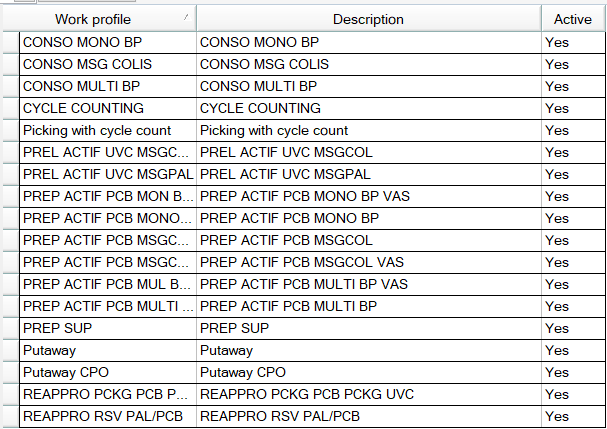 Work profile Description Active
CONSO MONO BP CONSO MONO BP Yes
CONSO MSG COLIS CONSO MSG COLIS Yes
CONSO MULTI BP CONSO MULTI BP Yes
CYCLE COUNTING CYCLE COUNTING Yes
Picking with cycle count Picking with cycle count Yes
PREL ACTIF UVC MSGC... PREL ACTIF UVC MSGCOL Yes
PREL ACTIF UVC MSGPAL PREL ACTIF UVC MSGPAL Yes
PREP ACTIF PCB MON B... PREP ACTIF PCB MONO BP VAS Yes
PREP ACTIF PCB MONO... PREP ACTIF PCB MONO BP Yes
PREP ACTIF PCB MSGC... PREP ACTIF PCB MSGCOL Yes
PREP ACTIF PCB MSGC... PREP ACTIF PCB MSGCOL VAS Yes
PREP ACTIF PCB MUL B... PREP ACTIF PCB MULTI BP VAS Yes
PREP ACTIF PCB MULTI ... PREP ACTIF PCB MULTI BP Yes
PREP SUP PREP SUP Yes
Putaway Putaway Yes
Putaway CPO Putaway CPO Yes
REAPPRO PCKG PCB P... REAPPRO PCKG PCB PCKG UVC Yes
REAPPRO RSV PAL/PCB REAPPRO RSV PAL/PCB Yes